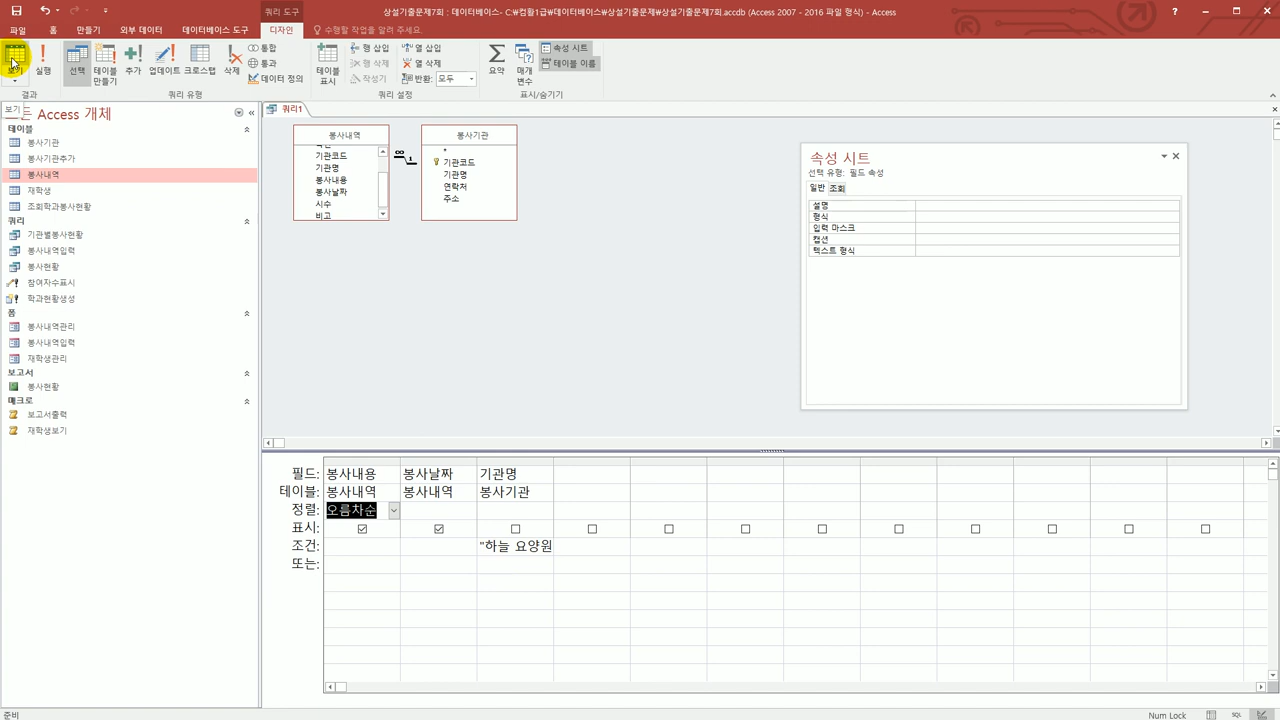 쿼리 도구
상설기출문제7회 : 데이터베이스- C:₩컴활1급₩데이터베이스₩상설기출문제₩상설기출문제7회.accdb (Access 2007 - 2016 파일 형식) - Access
파일 홈 만들기 외부 데이터 데이터베이스 도구 디자인 수행할 작업을 알려 주세요.
보기 실행 선택 테이블 만들기 추가 업데이트 크로스탭 삭제 통합 통과 데이터 정의 테이블 표시 행 삽입 행 삭제 작성기 열 삽입 열 삭제 반환: 모두 요약 매개 변수 속성 시트 테이블 이름
결과 쿼리 유형 쿼리 설정 표시/숨기기
보기
든 Access 개체
테이블
봉사기관
봉사기관추가
봉사내역
재학생
조회학과봉사현황
쿼리
기관별봉사현황
봉사내역입력
봉사현황
참여자수표시
학과현황생성
폼
봉사내역관리
봉사내역입력
재학생관리
보고서
봉사현황
매크로
보고서출력
재학생보기
쿼리1
봉사내역
기관코드
기관명
봉사내용
봉사날짜
시수
비고
∞ 1
봉사기관
*
기관코드
기관명
연락처
주소
속성 시트
선택 유형: 필드 속성
일반 조회
설명
형식
입력 마스크
캡션
텍스트 형식
필드: 봉사내용 봉사날짜 기관명
테이블: 봉사내역 봉사내역 봉사기관
정렬: 오름차순
표시:
조건: "하늘 요양원
또는:
준비 Num Lock SQL